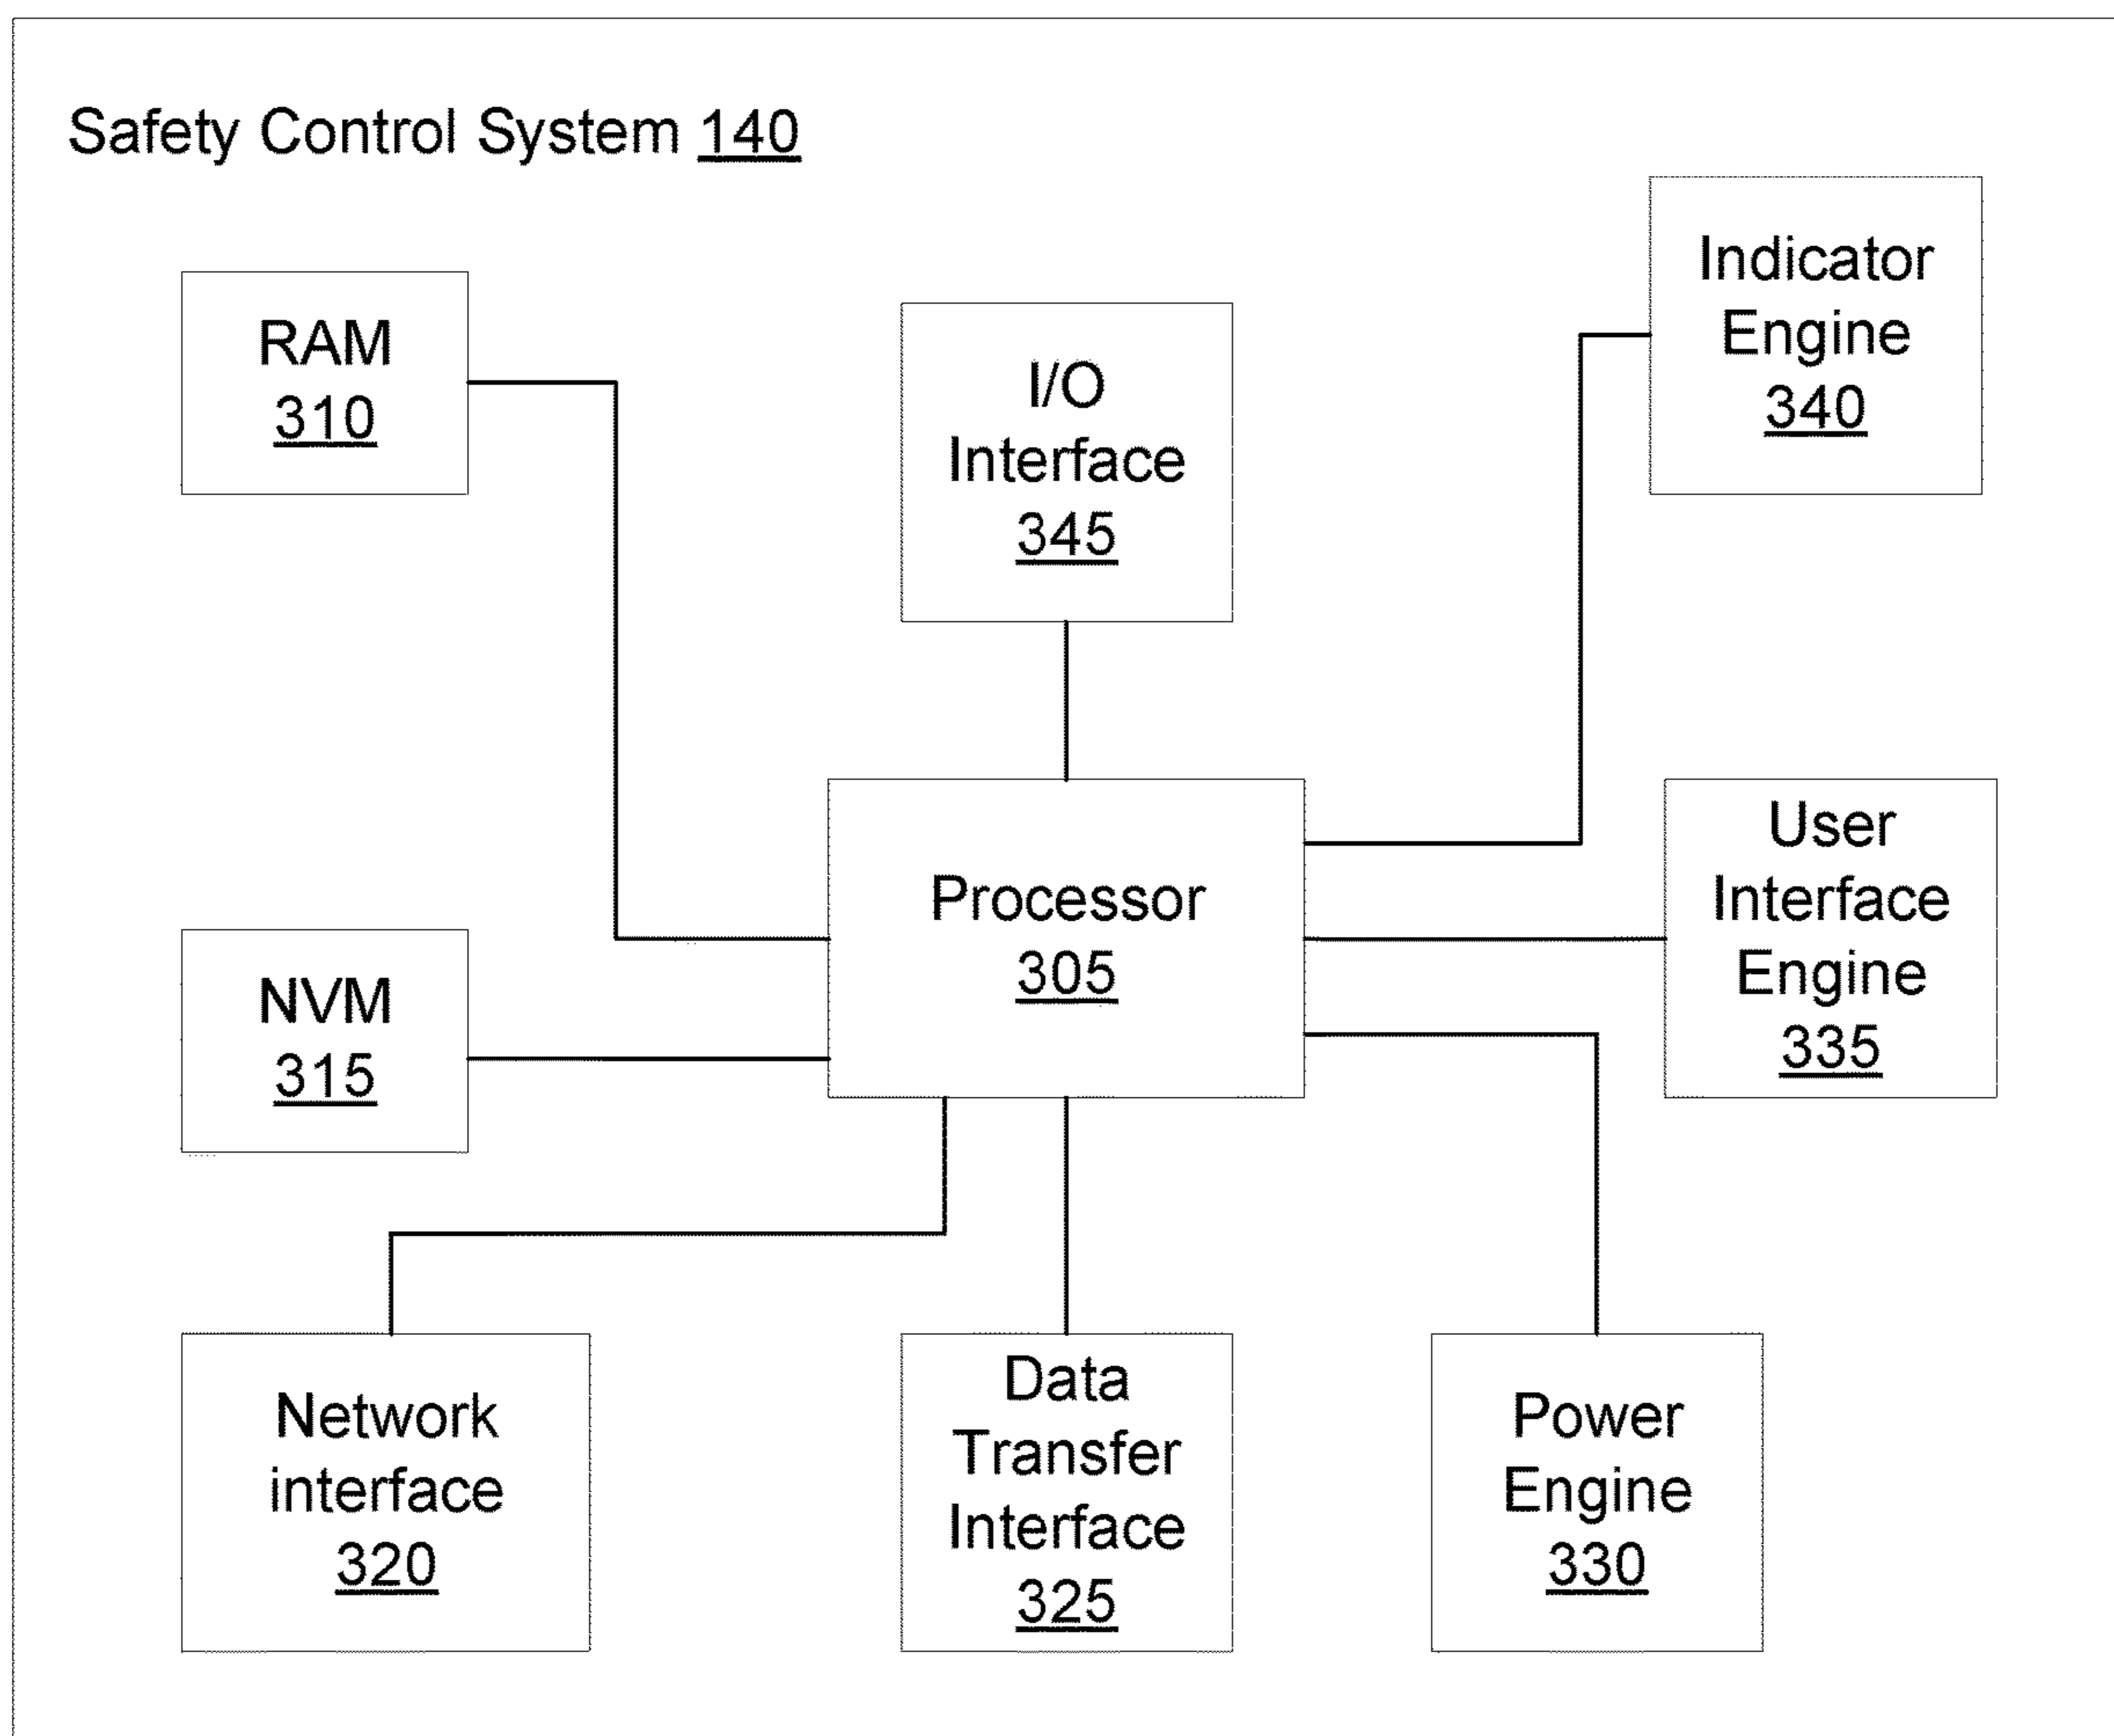 Safety Control System 140
RAM
310
I/O
Interface
345
Indicator
Engine
340
Processor
305
User
Interface
Engine
335
NVM
315
Network
interface
320
Data
Transfer
Interface
325
Power
Engine
330